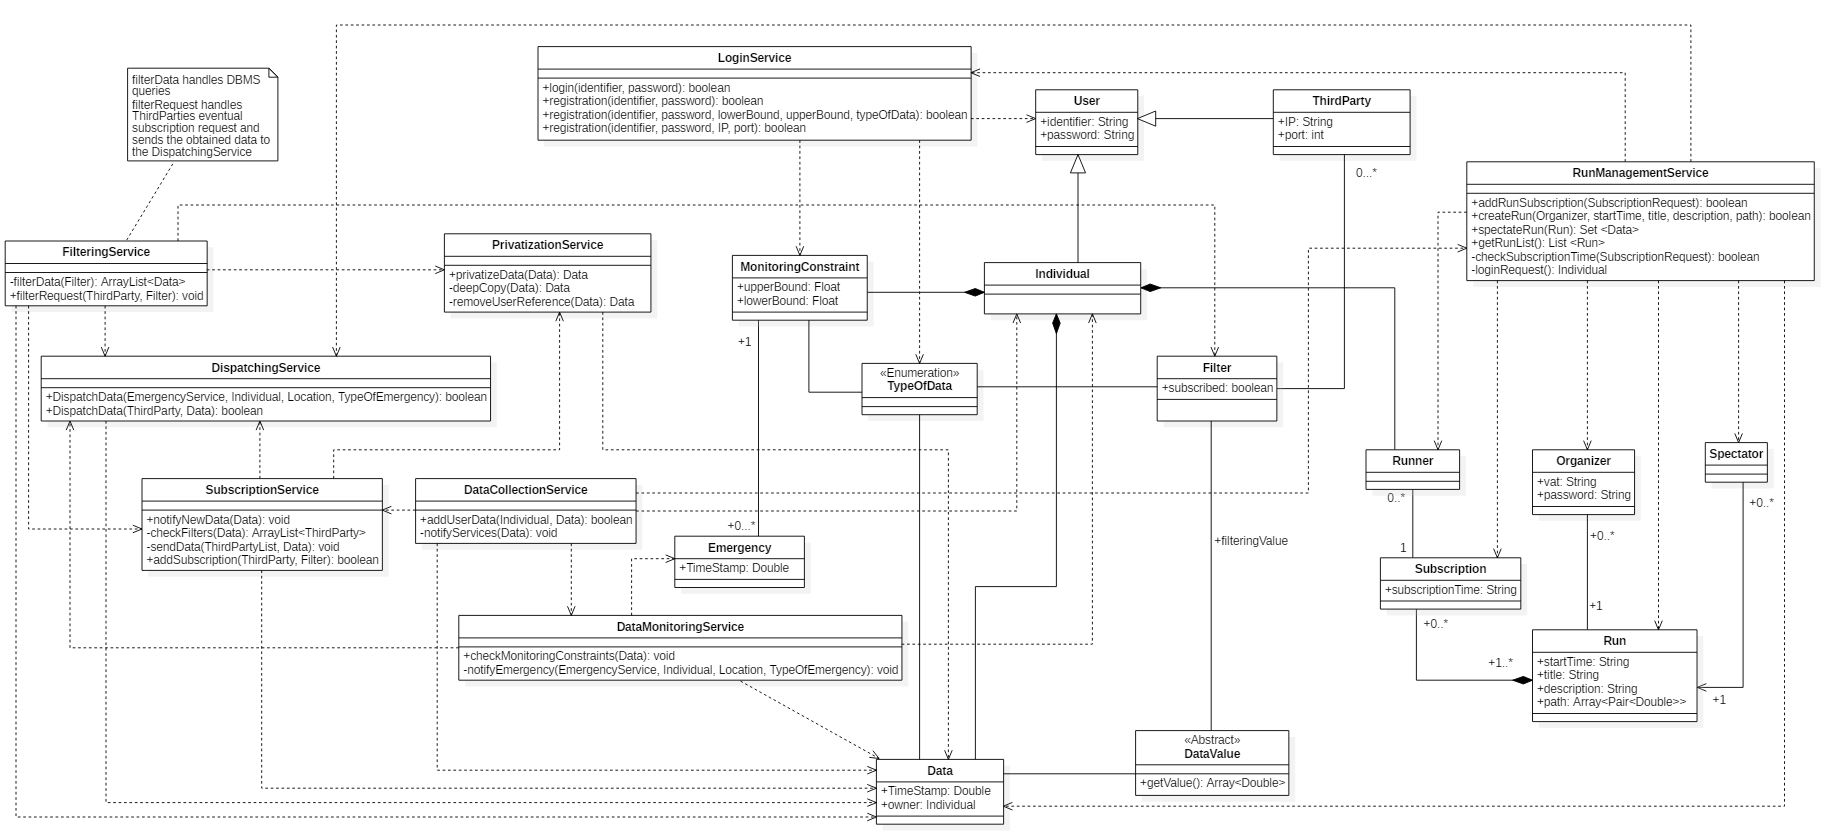 filterData handles DBMS
queries
filterRequest handles
ThirdParties eventual
subscription request and
sends the obtained data to
the DispatchingService
LoginService
+login(identifier, password): boolean
+registration(identifier, password): boolean
+registration(identifier, password, lowerBound, upperBound, typeOfData): boolean
+registration(identifier, password, IP, port): boolean
User
+identifier: String
+password: String
ThirdParty
+IP: String
+port: int
0...*
RunManagementService
+addRunSubscription(SubscriptionRequest): boolean
+createRun(Organizer, startTime, title, description, path): boolean
+spectateRun(Run): Set <Data>
+getRunList(): List <Run>
-checkSubscriptionTime(SubscriptionRequest): boolean
-loginRequest(): Individual
FilteringService
-filterData(Filter): ArrayList<Data>
+filterRequest(ThirdParty, Filter): void
PrivatizationService
+privatizeData(Data): Data
-deepCopy(Data): Data
-removeUserReference(Data): Data
MonitoringConstraint
+upperBound: Float
+lowerBound: Float
+1
Individual
DispatchingService
+DispatchData(EmergencyService, Individual, Location, TypeOfEmergency): boolean
+DispatchData(ThirdParty, Data): boolean
«Enumeration»
TypeOfData
Filter
+subscribed: boolean
Runner
0..*
Organizer
+vat: String
+password: String
+0..*
Spectator
+0..*
SubscriptionService
+notifyNewData(Data): void
-checkFilters(Data): ArrayList<ThirdParty>
-sendData(ThirdPartyList, Data): void
+addSubscription(ThirdParty, Filter): boolean
DataCollectionService
+addUserData(Individual, Data): boolean
-notifyServices(Data): void
+0...*
Emergency
+TimeStamp: Double
+filteringValue
1
Subscription
+subscriptionTime: String
+0..*
+1
DataMonitoringService
+checkMonitoringConstraints(Data): void
-notifyEmergency(EmergencyService, Individual, Location, TypeOfEmergency): void
+1..*
Run
+startTime: String
+title: String
+description: String
+path: Array<Pair<Double>>
+1
Data
+TimeStamp: Double
+owner: Individual
«Abstract»
DataValue
+getValue(): Array<Double>